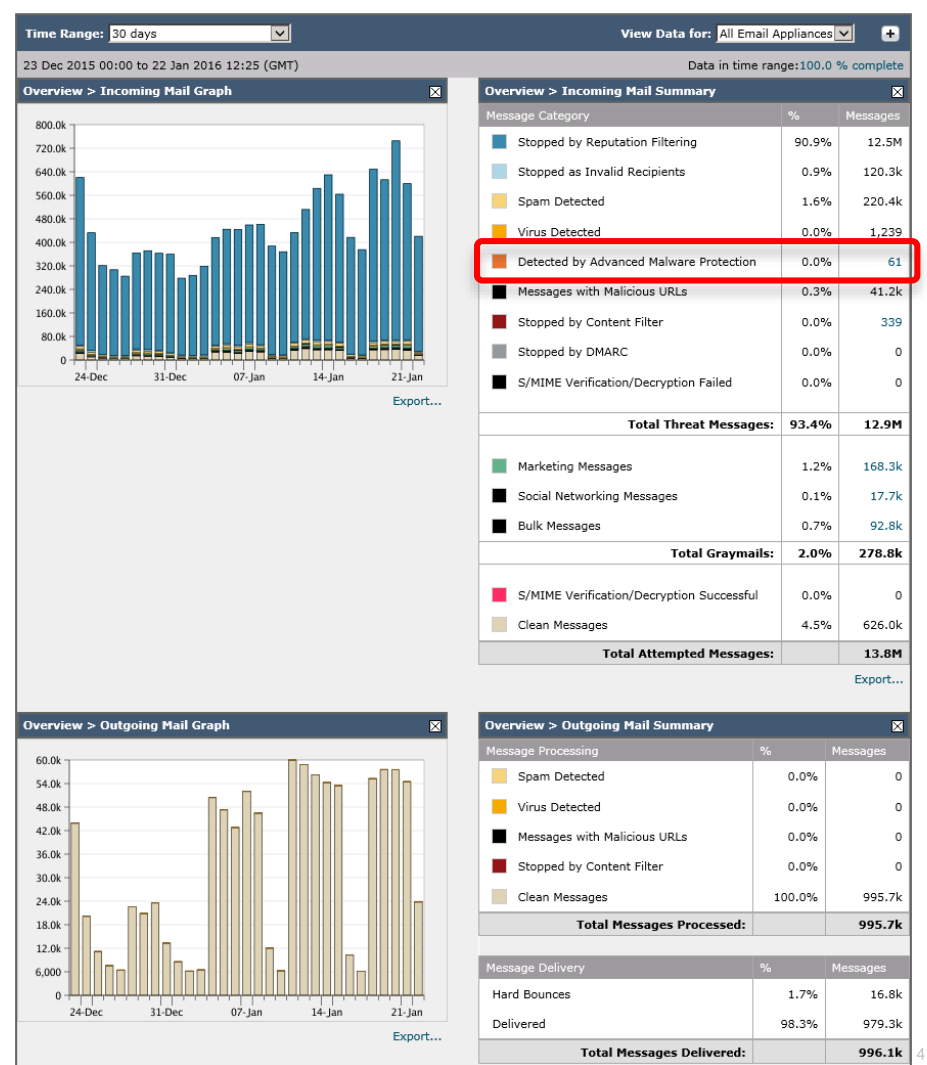 Time Range: 30 days View Data for: All Email Appliances
23 Dec 2015 00:00 to 22 Jan 2016 12:25 (GMT) Data in time range:100.0 % complete
Overview > Incoming Mail Graph
800.0k
720.0k
640.0k
560.0k
480.0k
400.0k
320.0k
240.0k
160.0k
80.0k
0
24-Dec 31-Dec 07-Jan 14-Jan 21-Jan
Export...
Overview > Incoming Mail Summary
Message Category % Messages
Stopped by Reputation Filtering 90.9% 12.5M
Stopped as Invalid Recipients 0.9% 120.3k
Spam Detected 1.6% 220.4k
Virus Detected 0.0% 1,239
Detected by Advanced Malware Protection 0.0% 61
Messages with Malicious URLs 0.3% 41.2k
Stopped by Content Filter 0.0% 339
Stopped by DMARC 0.0% 0
S/MIME Verification/Decryption Failed 0.0% 0
Total Threat Messages: 93.4% 12.9M
Marketing Messages 1.2% 168.3k
Social Networking Messages 0.1% 17.7k
Bulk Messages 0.7% 92.8k
Total Graymails: 2.0% 278.8k
S/MIME Verification/Decryption Successful 0.0% 0
Clean Messages 4.5% 626.0k
Total Attempted Messages: 13.8M
Export...
Overview > Outgoing Mail Graph
60.0k
54.0k
48.0k
42.0k
36.0k
30.0k
24.0k
18.0k
12.0k
6,000
0
24-Dec 31-Dec 07-Jan 14-Jan 21-Jan
Export...
Overview > Outgoing Mail Summary
Message Processing % Messages
Spam Detected 0.0% 0
Virus Detected 0.0% 0
Messages with Malicious URLs 0.0% 0
Stopped by Content Filter 0.0% 0
Clean Messages 100.0% 995.7k
Total Messages Processed: 995.7k
Message Delivery % Messages
Hard Bounces 1.7% 16.8k
Delivered 98.3% 979.3k
Total Messages Delivered: 996.1k
4